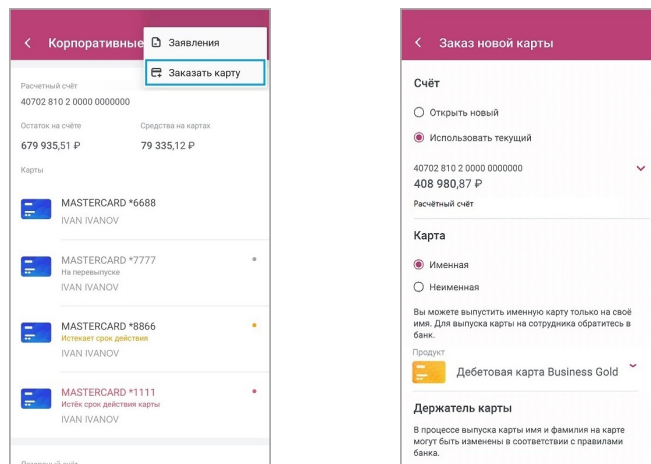 Корпоративные
Заявления
Заказать карту
Расчетный счёт
40702 810 2 0000 0000000
Остаток на счёте
Средства на картах
679 935,51 ₽
79 335,12 ₽
Карты
MASTERCARD *6688
IVAN IVANOV
MASTERCARD *7777
На перевыпуске
IVAN IVANOV
MASTERCARD *8866
Истекает срок действия
IVAN IVANOV
MASTERCARD *1111
Истёк срок действия карты
IVAN IVANOV
Заказ новой карты
Счёт
Открыть новый
Использовать текущий
40702 810 2 0000 0000000
408 980,87 ₽
Расчётный счёт
Карта
Именная
Неименная
Вы можете выпустить именную карту только на своё
имя. Для выпуска карты на сотрудника обратитесь в
банк.
Продукт
Дебетовая карта Business Gold
Держатель карты
В процессе выпуска карты имя и фамилия на карте
могут быть изменены в соответствии с правилами
банка.